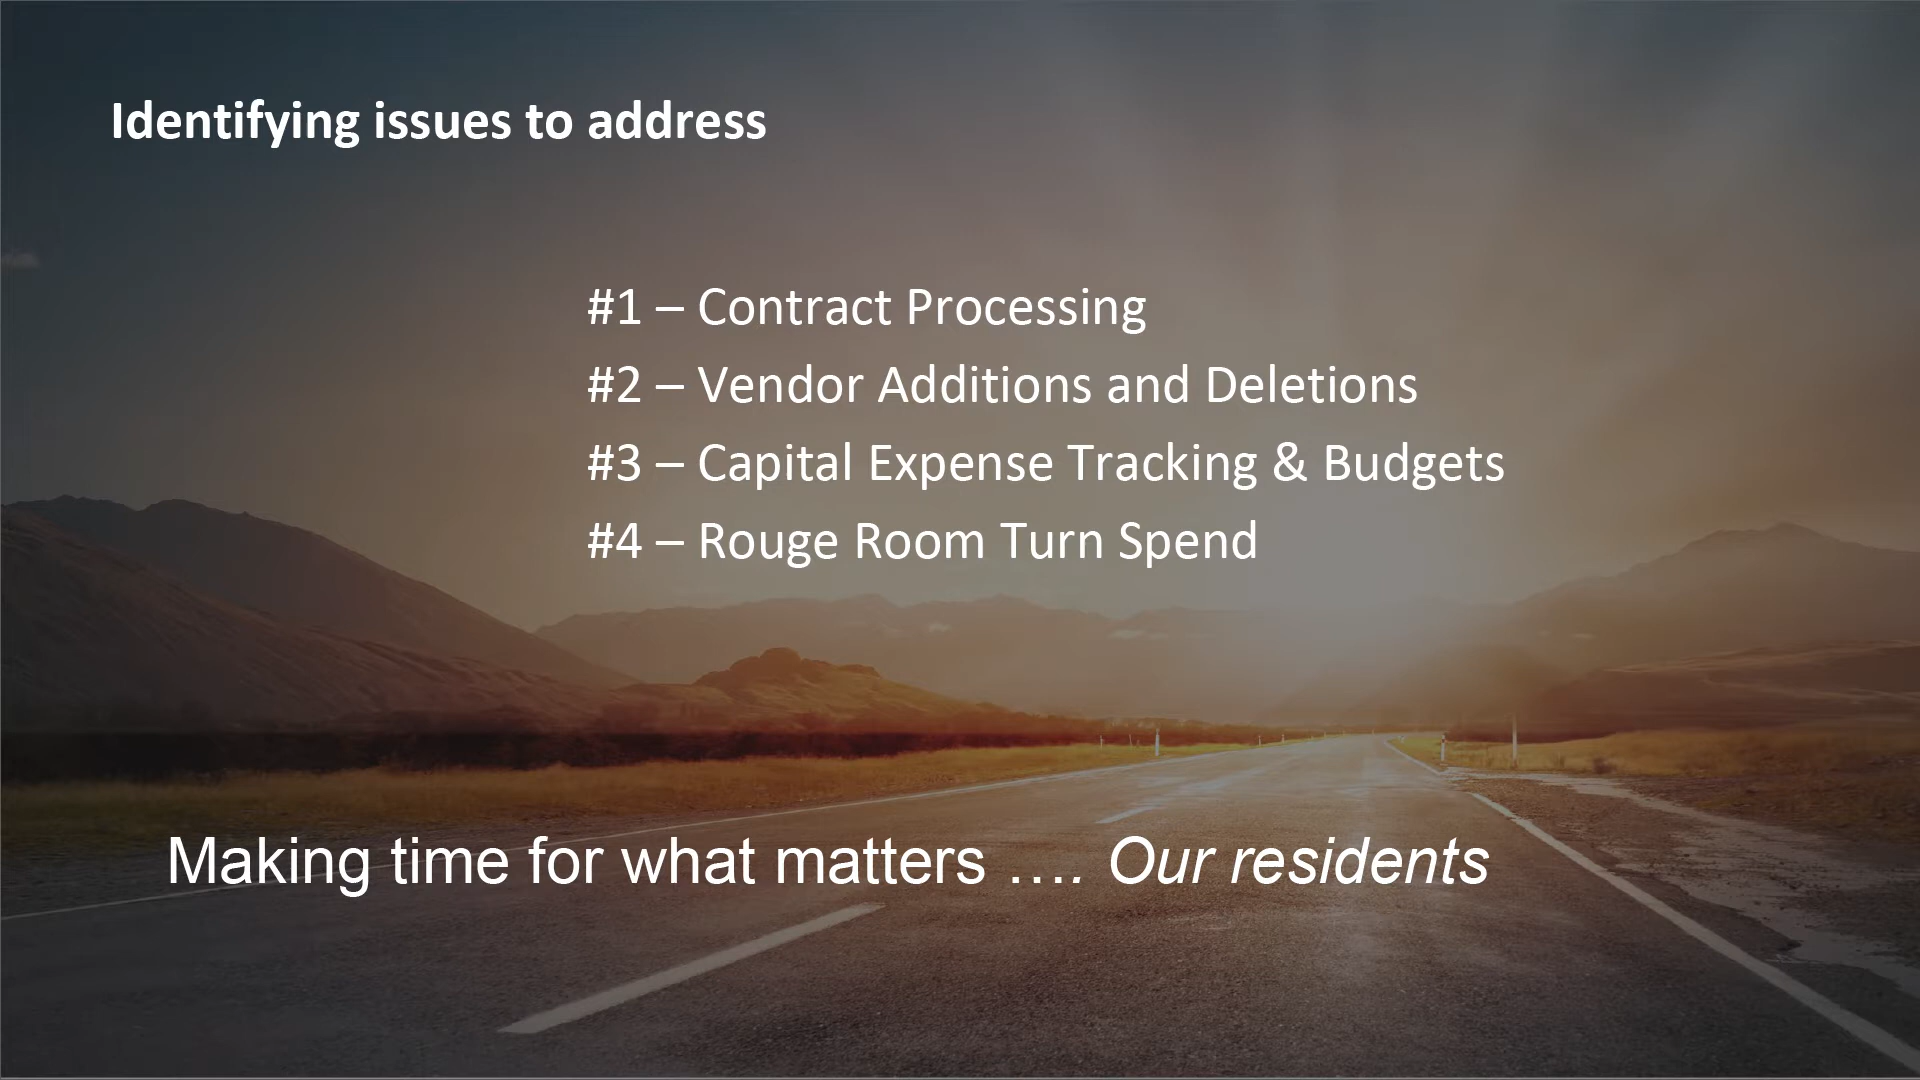 Identifying issues to address
#1 – Contract Processing
#2 – Vendor Additions and Deletions
#3 – Capital Expense Tracking & Budgets
#4 – Rouge Room Turn Spend
Making time for what matters …. Our residents